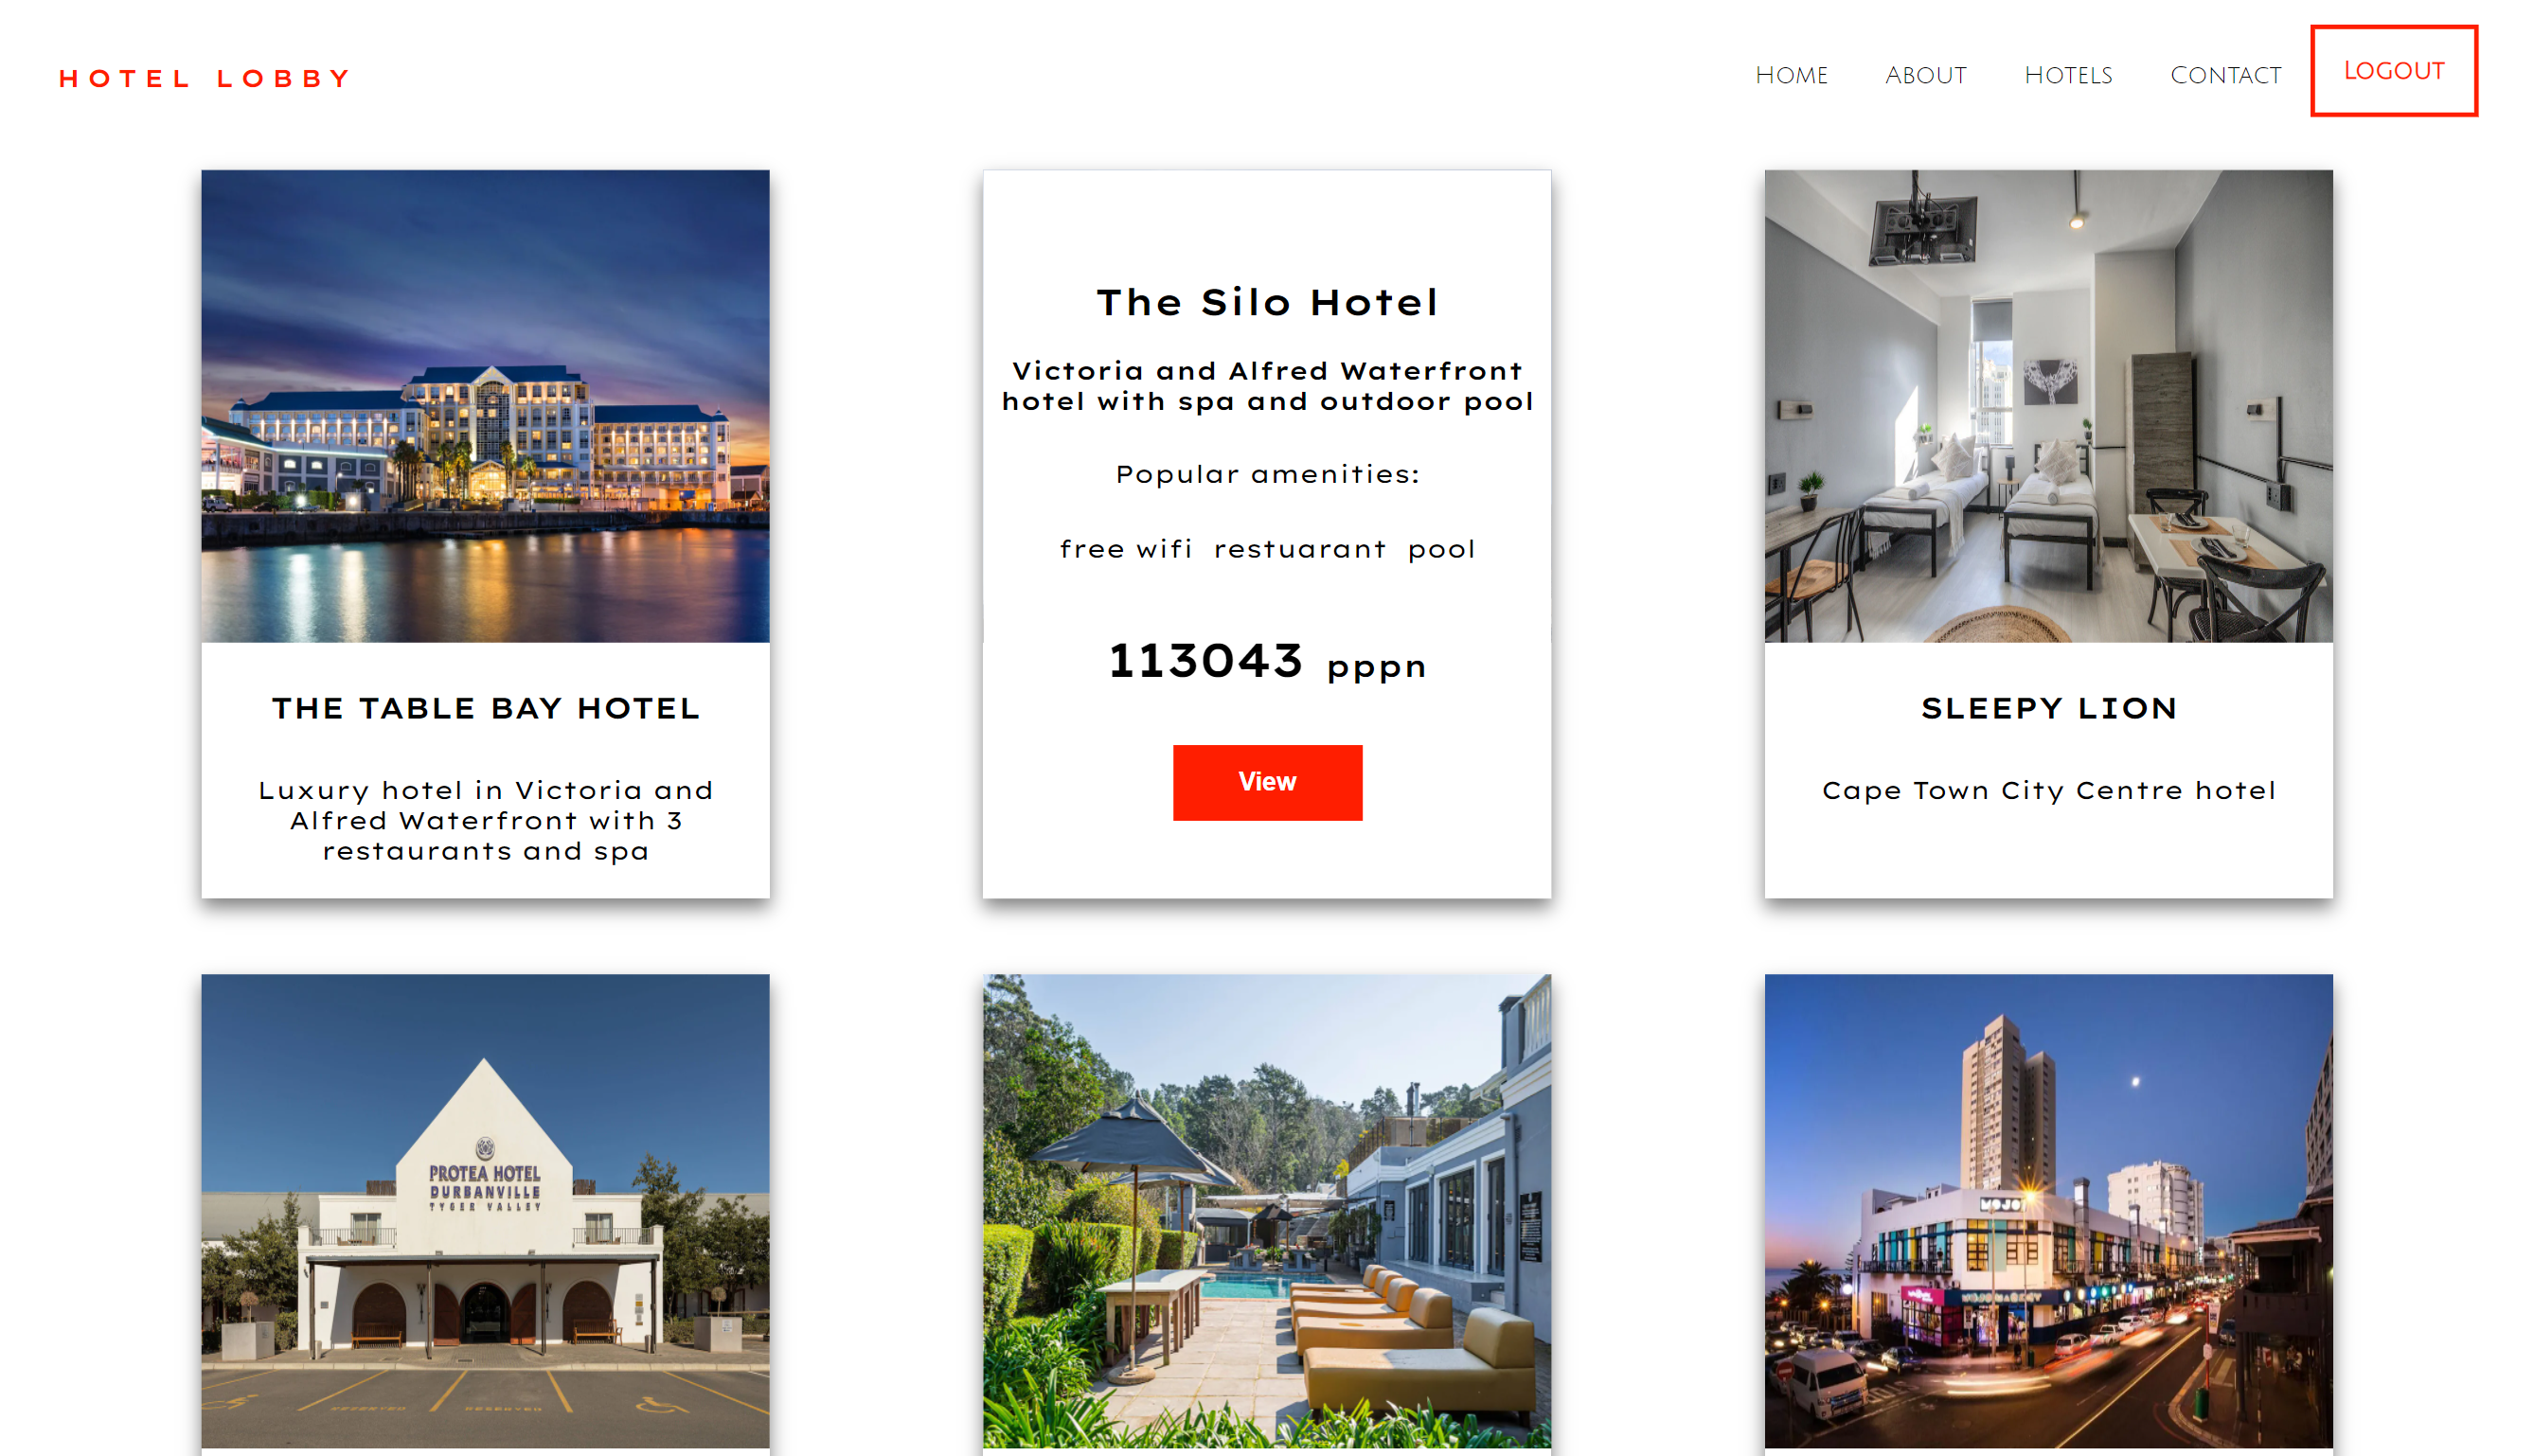 HOTEL LOBBY
HOME ABOUT HOTELS CONTACT LOGOUT
The Silo Hotel
Victoria and Alfred Waterfront
hotel with spa and outdoor pool
Popular amenities:
free wifi restuarant pool
113043 pppn
View
THE TABLE BAY HOTEL
Luxury hotel in Victoria and
Alfred Waterfront with 3
restaurants and spa
SLEEPY LION
Cape Town City Centre hotel
PROTEA HOTEL
DURBANVILLE
TYGER VALLEY
RESERVED RESERVED
MOJO